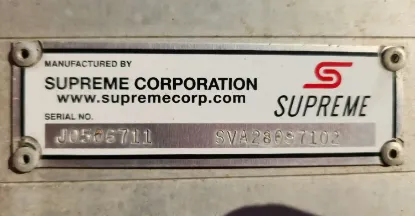 MANUFACTURED BY
SUPREME CORPORATION
www.supremecorp.com
SUPREME
SERIAL NO.